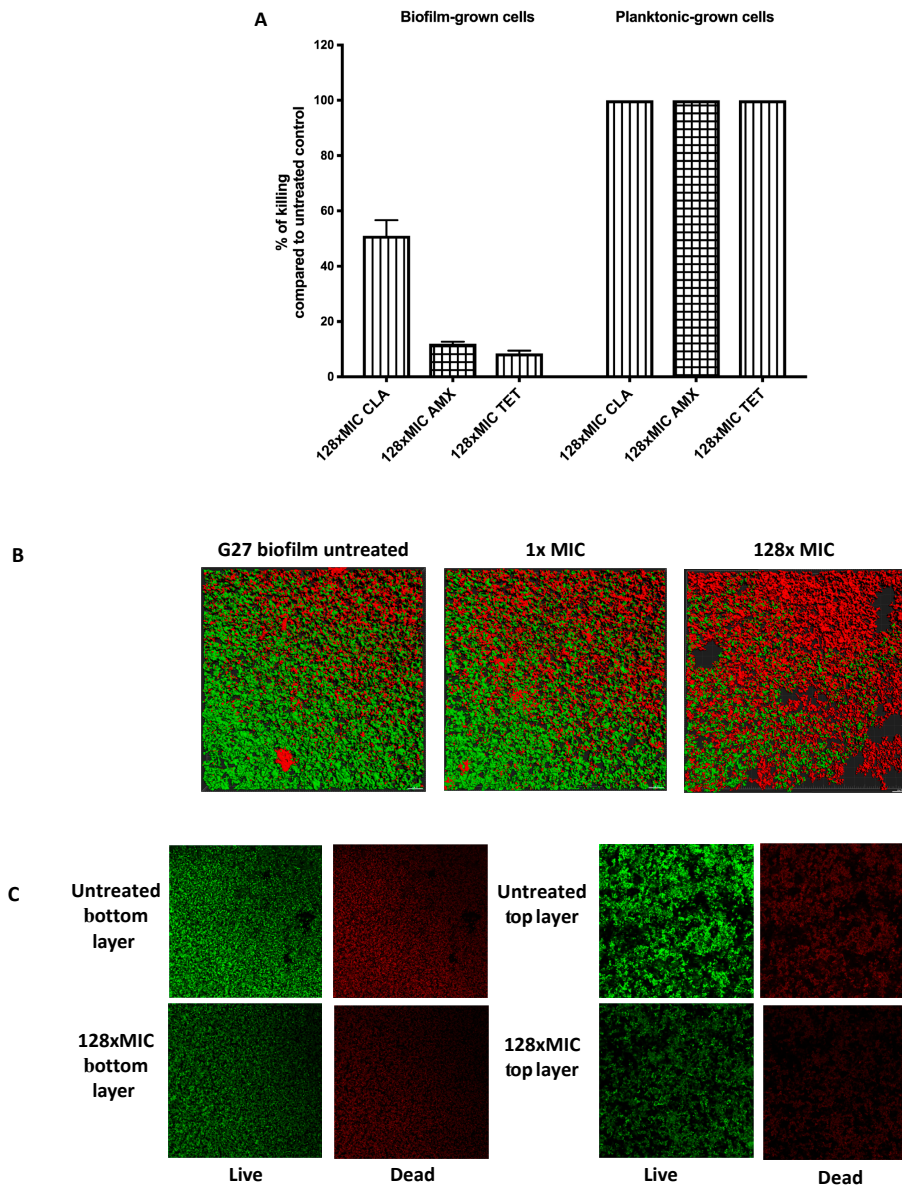 A
Biofilm-grown cells
Planktonic-grown cells
% of killing
compared to untreated control
120
100
80
60
40
20
0
128xMIC CLA
128xMIC AMX
128xMIC TET
128xMIC CLA
128xMIC AMX
128xMIC TET
B
G27 biofilm untreated
1x MIC
128x MIC
C
Untreated
bottom
layer
Untreated
top layer
128xMIC
bottom
layer
128xMIC
top layer
Live
Dead
Live
Dead